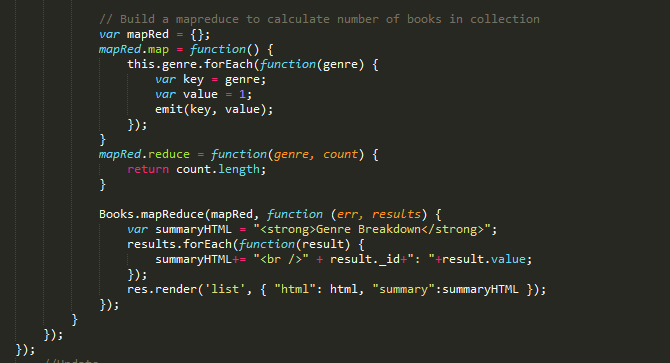 // Build a mapreduce to calculate number of books in collection
var mapRed = {};
mapRed.map = function() {
this.genre.forEach(function(genre) {
var key = genre;
var value = 1;
emit(key, value);
});
}
mapRed.reduce = function(genre, count) {
return count.length;
}
Books.mapReduce(mapRed, function (err, results) {
var summaryHTML = "<strong>Genre Breakdown</strong>";
results.forEach(function(result) {
summaryHTML+= "<br />" + result._id+": "+result.value;
});
res.render('list', { "html": html, "summary":summaryHTML });
});
}
});
});
//Update